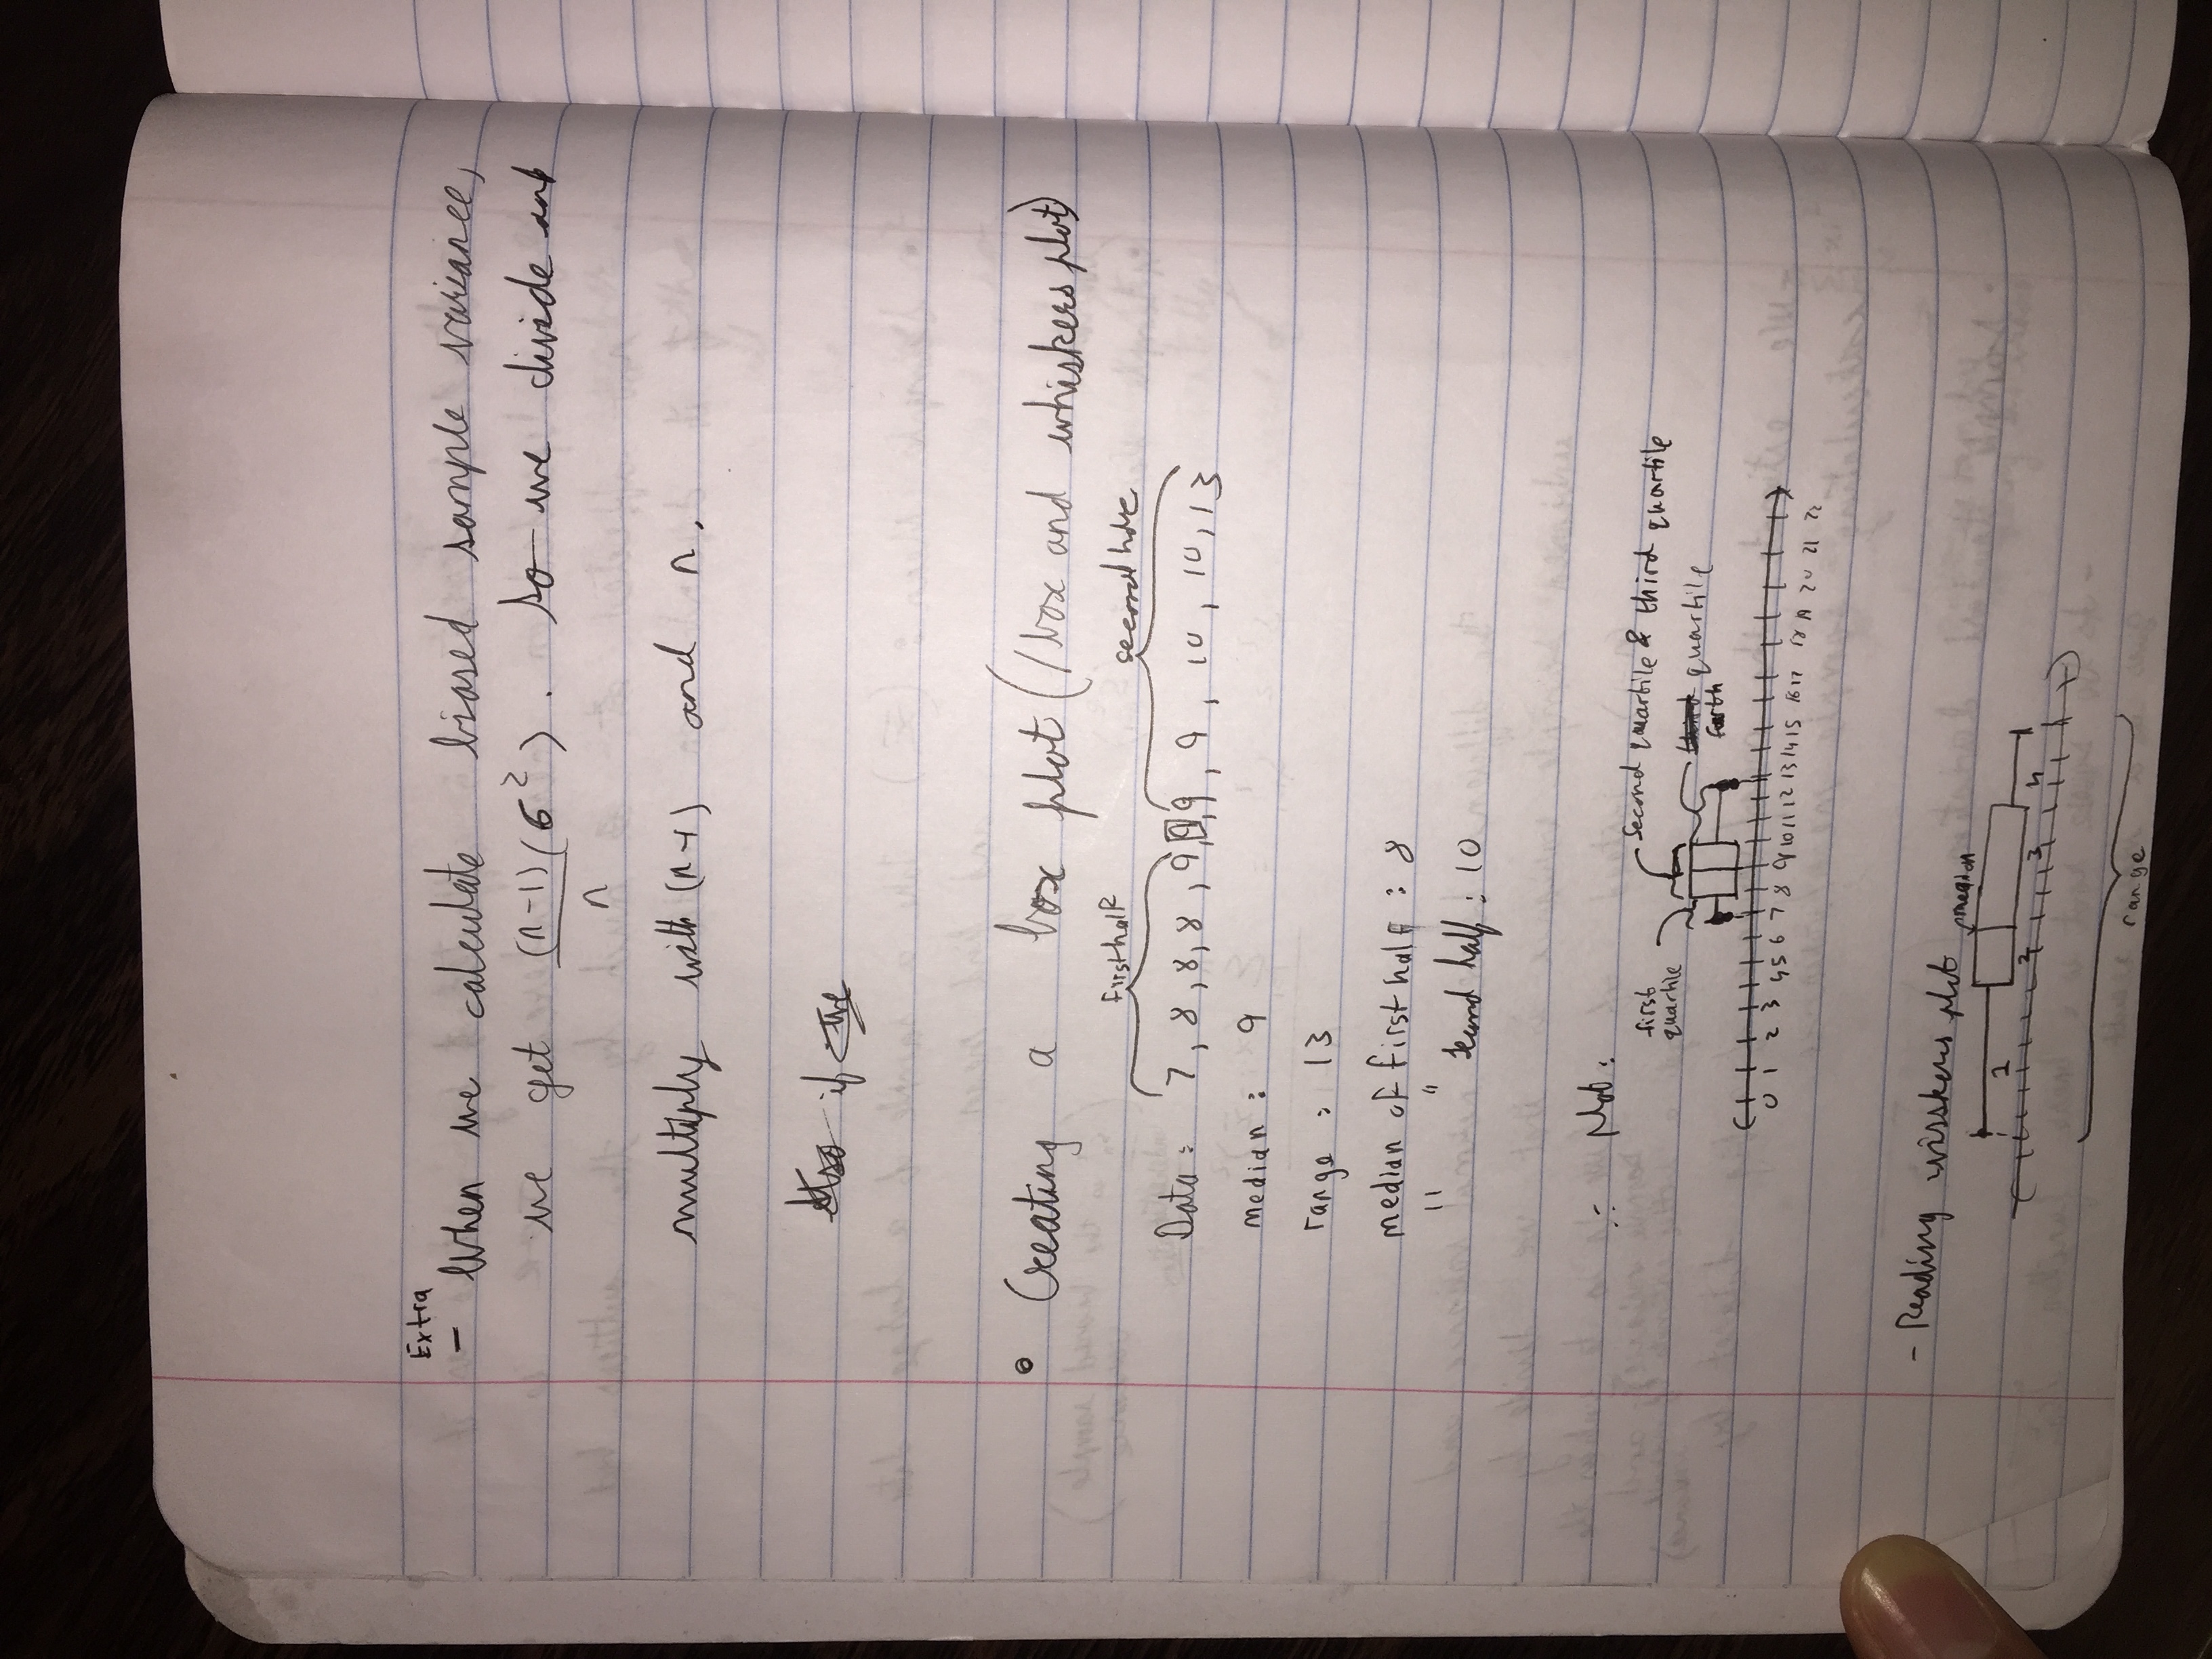 Extra
- When we calculate biased sample variance,
we get (n-1)(6²). So we divide and
n
multiply with (n-1) and n.
Also if we
• Creating a box plot (/box and whiskers plot)
first half second half
Data: 7, 8, 8, 8, 9, 9, 9, 9, 10, 10, 13
median: 9
range: 13
median of first half: 8
" " second half: 10
∴ Plot:
first quartile
second quartile & third quartile
third quartile
forth
0 1 2 3 4 5 6 7 8 9 10 11 12 13 14 15 16 17 18 19 20 21 22
- Reading wisskers plot
median
1 2 3 4
range